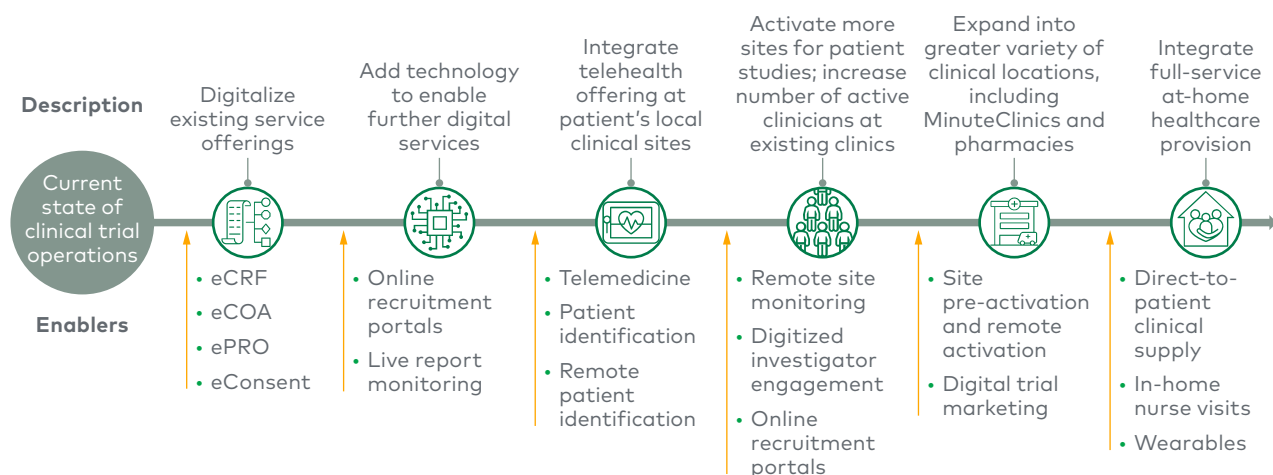 Description
Digitalize
existing service
offerings
Add technology
to enable
further digital
services
Integrate
telehealth
offering at
patient's local
clinical sites
Activate more
sites for patient
studies; increase
number of active
clinicians at
existing clinics
Expand into
greater variety of
clinical locations,
including
MinuteClinics and
pharmacies
Integrate
full-service
at-home
healthcare
provision
Current
state of
clinical trial
operations
Enablers
• eCRF
• eCOA
• ePRO
• eConsent
• Online
recruitment
portals
• Live report
monitoring
• Telemedicine
• Patient
identification
• Remote
patient
identification
• Remote site
monitoring
• Digitized
investigator
engagement
• Online
recruitment
portals
• Site
pre-activation
and remote
activation
• Digital trial
marketing
• Direct-to-
patient
clinical
supply
• In-home
nurse visits
• Wearables